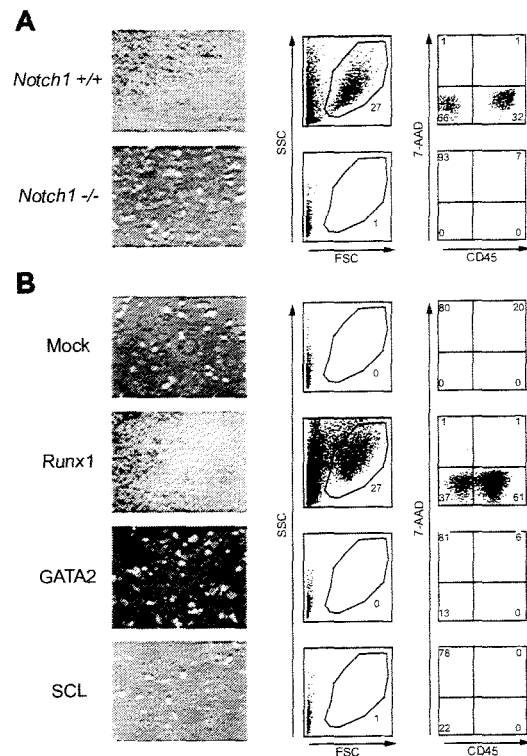 A
Notch1 +/+
SSC
27
7-AAD
1 1
66 32
Notch1 -/-
1
93 7
0 0
FSC
CD45
B
Mock
0
80 20
0 0
Runx1
SSC
27
7-AAD
1 1
37 61
GATA2
0
81 6
13 0
SCL
1
78 0
22 0
FSC
CD45